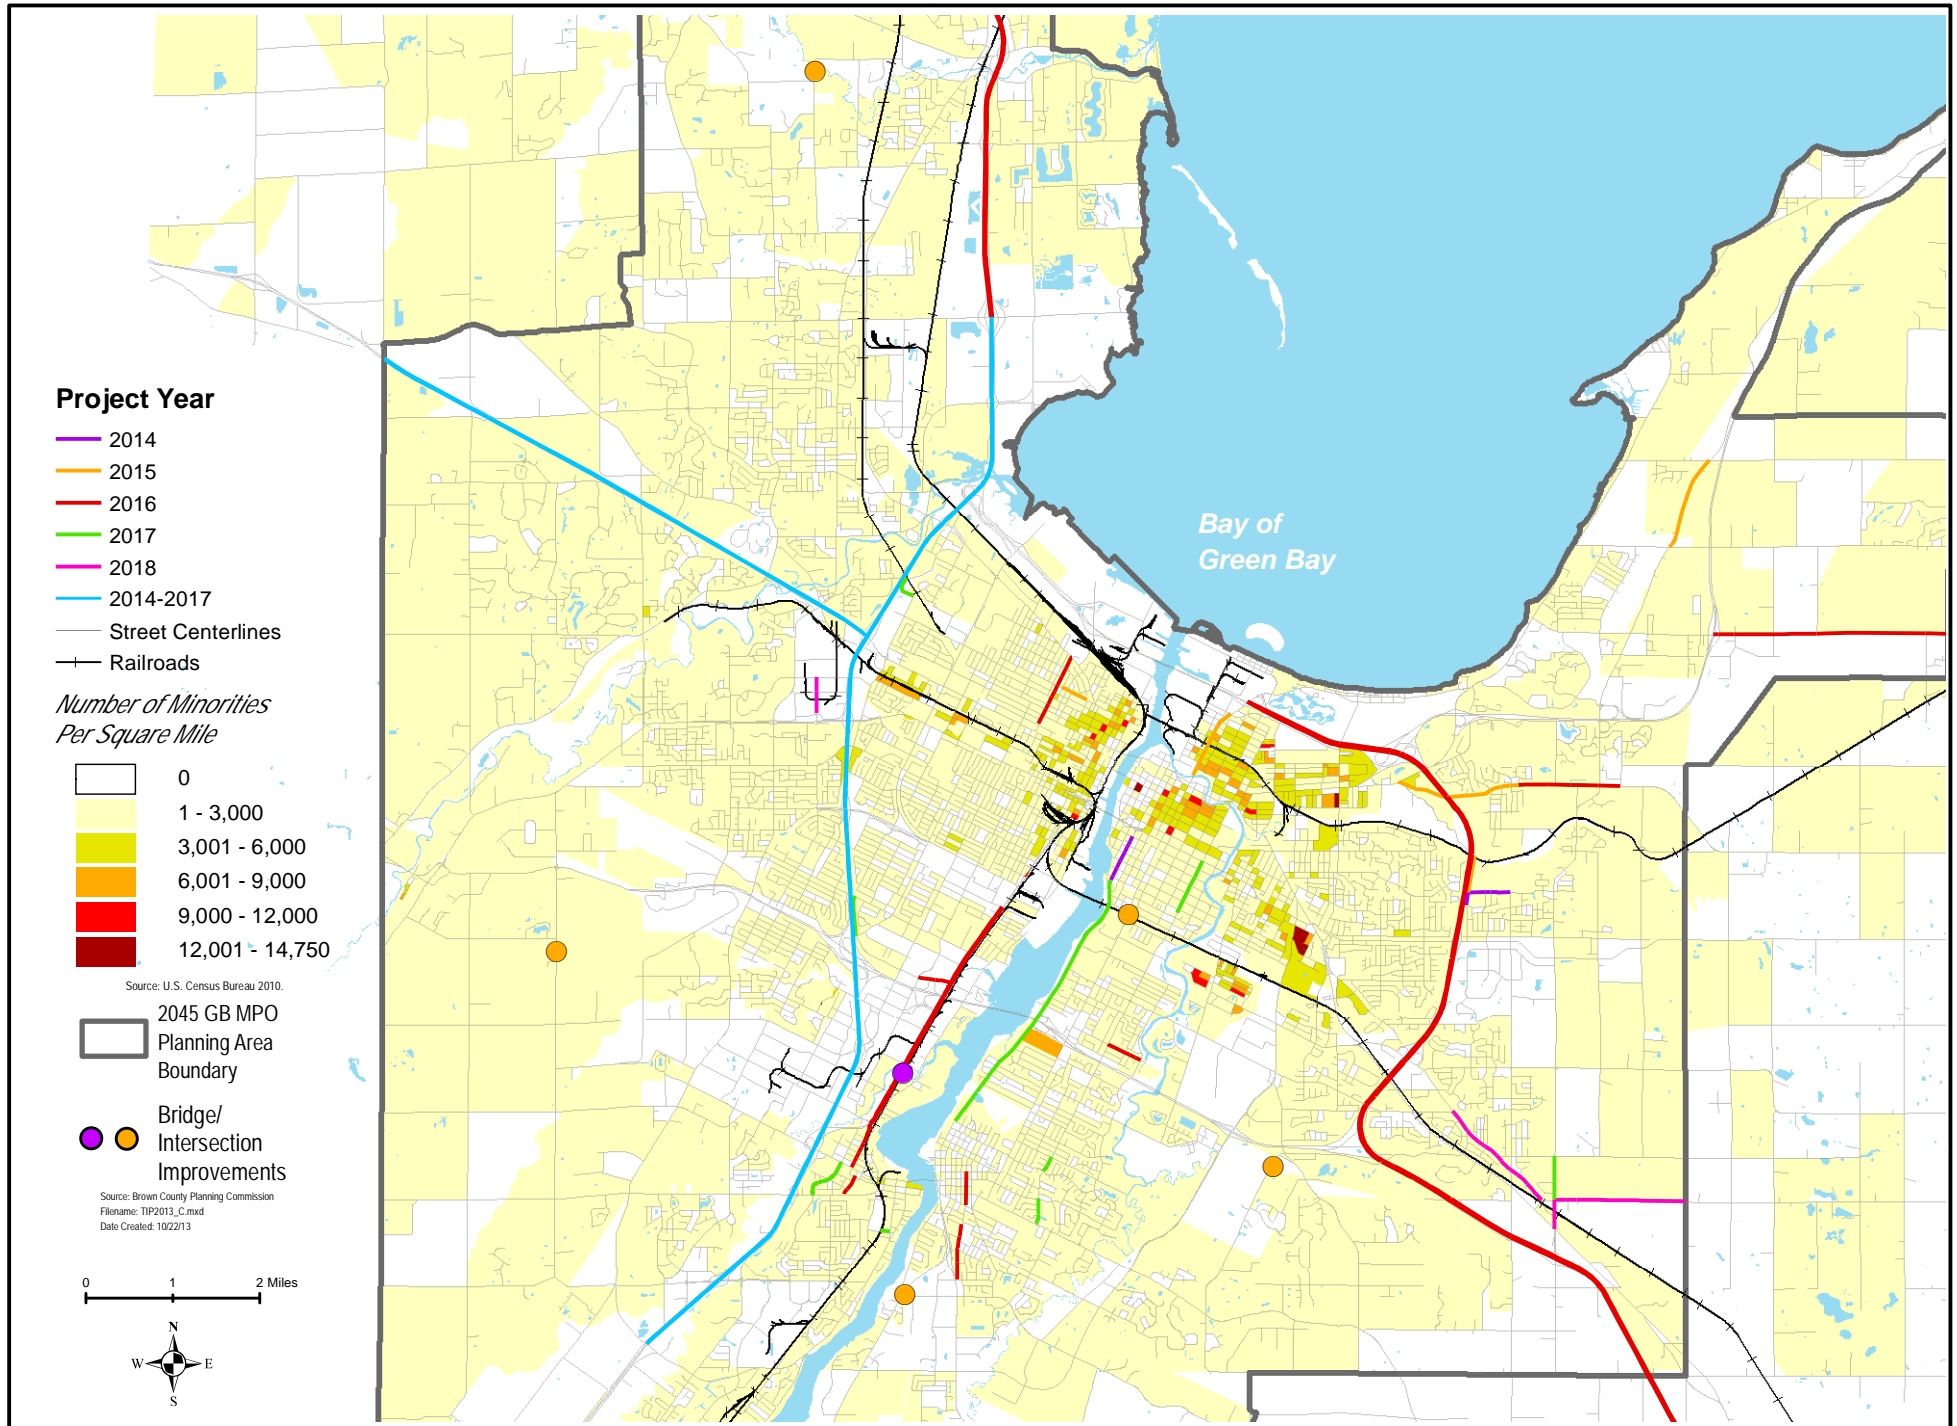 Project Year
2014
2015
2016
2017
2018
2014-2017
Street Centerlines
Railroads
Number of Minorities
Per Square Mile
0
1 - 3,000
3,001 - 6,000
6,001 - 9,000
9,000 - 12,000
12,001 - 14,750
Source: U.S. Census Bureau 2010.
2045 GB MPO
Planning Area
Boundary
Bridge/
Intersection
Improvements
Source: Brown County Planning Commission
Filename: TIP2013_C.mxd
Date Created: 10/22/13
0 1 2 Miles
N
W E
S
Bay of
Green Bay